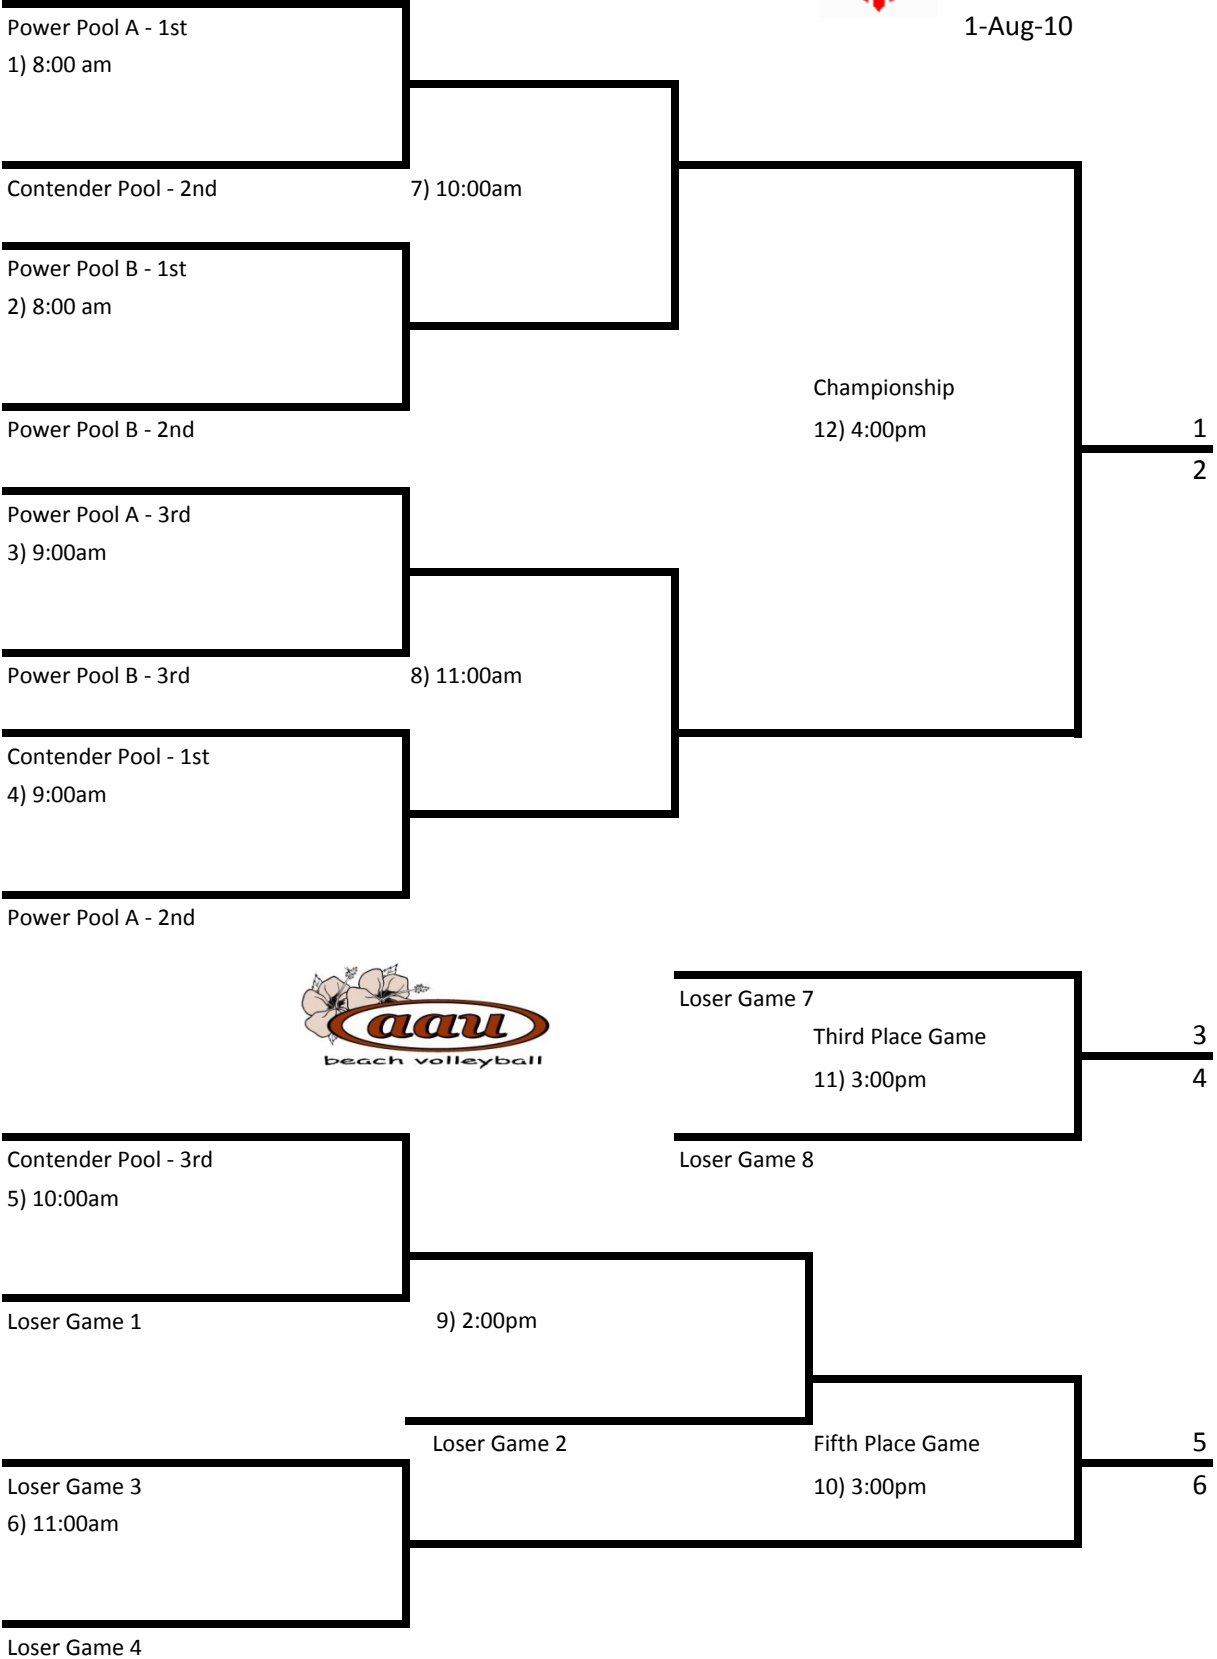 Power Pool A - 1st
1-Aug-10
1) 8:00 am
Contender Pool - 2nd
7) 10:00am
Power Pool B - 1st
2) 8:00 am
Championship
Power Pool B - 2nd
12) 4:00pm
1
2
Power Pool A - 3rd
3) 9:00am
Power Pool B - 3rd
8) 11:00am
Contender Pool - 1st
4) 9:00am
Power Pool A - 2nd
aau
beach volleyball
Loser Game 7
Third Place Game
3
11) 3:00pm
4
Contender Pool - 3rd
Loser Game 8
5) 10:00am
Loser Game 1
9) 2:00pm
Loser Game 2
Fifth Place Game
5
Loser Game 3
10) 3:00pm
6
6) 11:00am
Loser Game 4